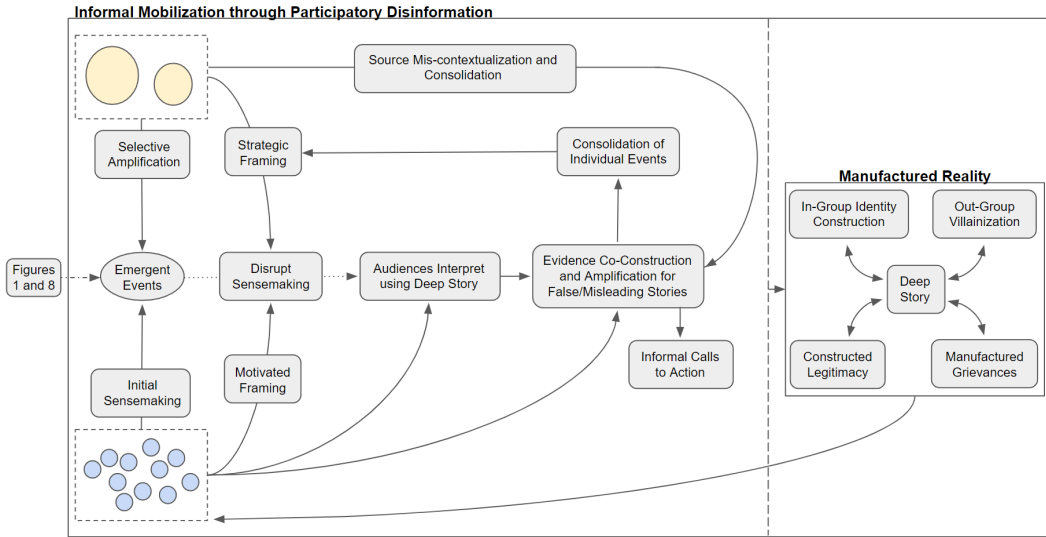 Informal Mobilization through Participatory Disinformation
Source Mis-contextualization and
Consolidation
Selective
Amplification
Strategic
Framing
Consolidation of
Individual Events
Manufactured Reality
In-Group Identity
Construction
Out-Group
Villainization
Figures
1 and 8
Emergent
Events
Disrupt
Sensemaking
Audiences Interpret
using Deep Story
Evidence Co-Construction
and Amplification for
False/Misleading Stories
Deep
Story
Informal Calls
to Action
Constructed
Legitimacy
Manufactured
Grievances
Initial
Sensemaking
Motivated
Framing